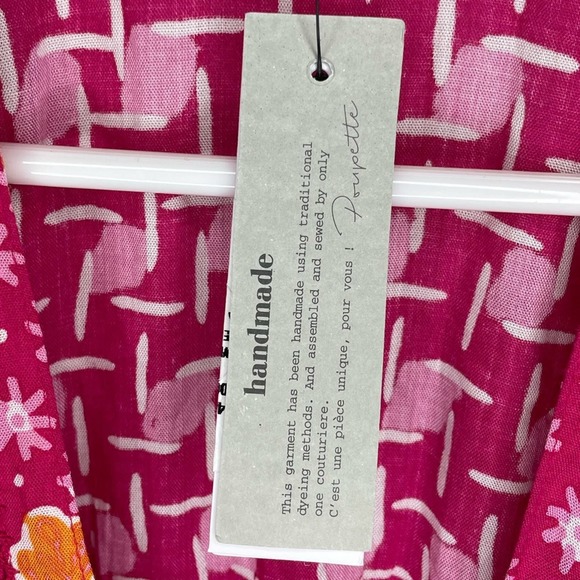 handmade
This garment has been handmade using traditional
dyeing methods. And assembled and sewed by only
one couturiere.
C'est une pièce unique, pour vous ! Poupette